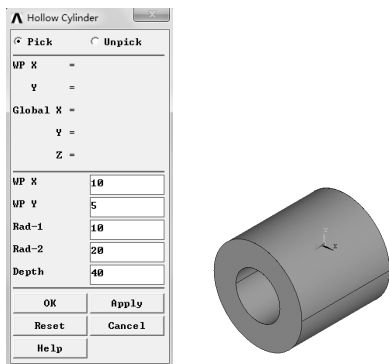 Hollow Cylinder
Pick Unpick
WP X =
Y =
Global X =
Y =
Z =
WP X 10
WP Y 5
Rad-1 10
Rad-2 20
Depth 40
OK Apply
Reset Cancel
Help